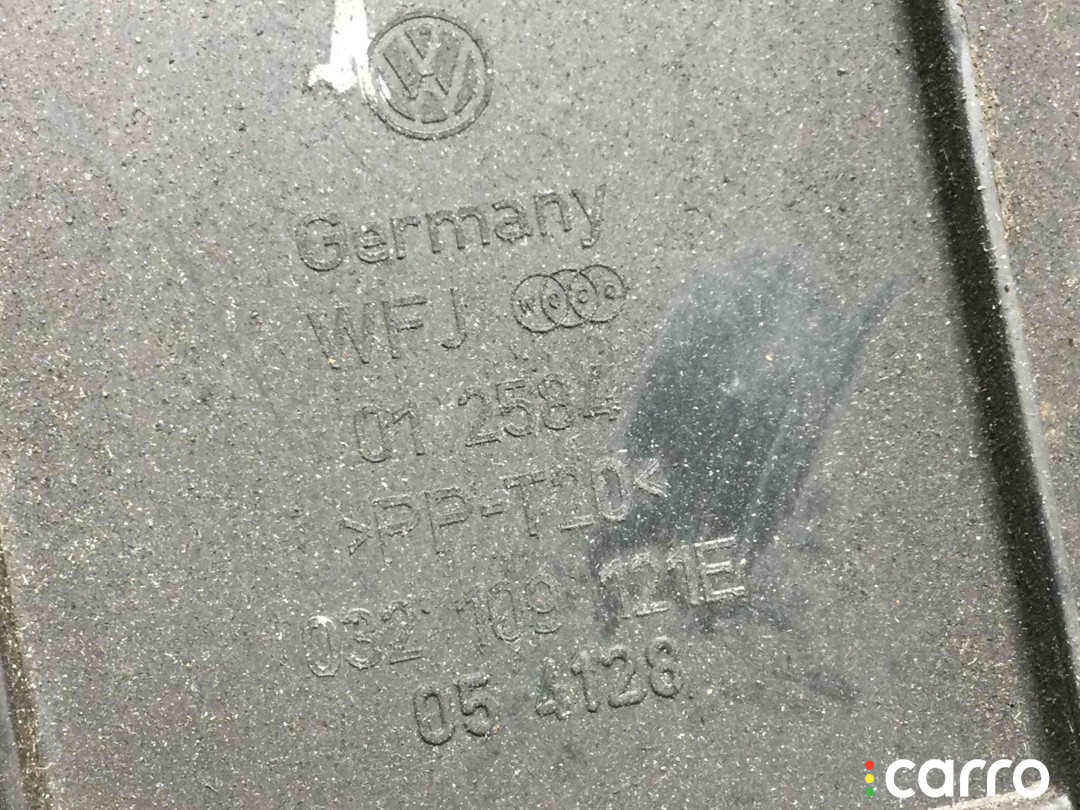 Germany
WFJ
01 2584
>PP-T20<
032 109 121E
05 4128
carro